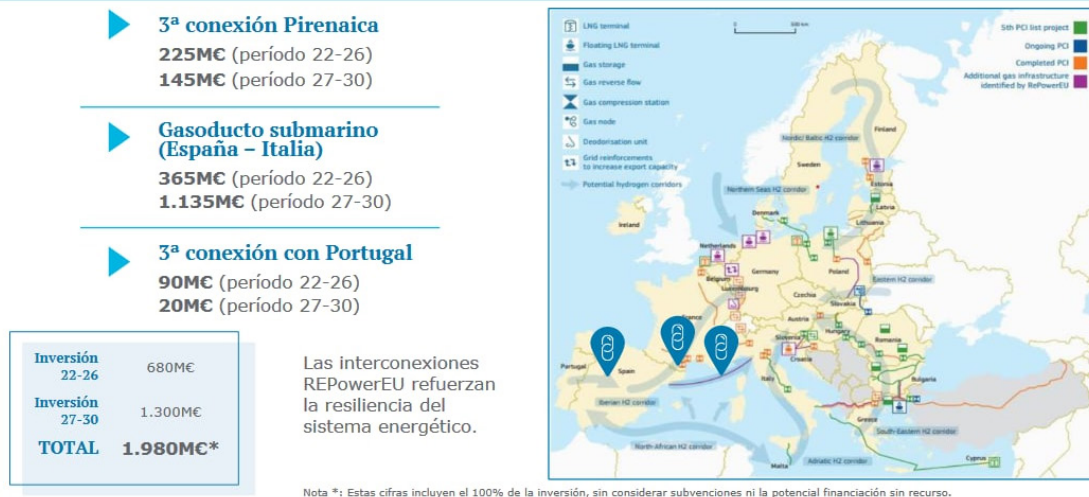 3ª conexión Pirenaica
225M€ (período 22-26)
145M€ (período 27-30)
Gasoducto submarino
(España – Italia)
365M€ (período 22-26)
1.135M€ (período 27-30)
3ª conexión con Portugal
90M€ (período 22-26)
20M€ (período 27-30)
Inversión
22-26
680M€
Inversión
27-30
1.300M€
TOTAL 1.980M€*
Las interconexiones
REPowerEU refuerzan
la resiliencia del
sistema energético.
LNG terminal
Floating LNG terminal
Gas storage
Gas reverse flow
Gas compression station
Gas node
Deodorisation unit
Grid reinforcements
to increase export capacity
Potential hydrogen corridors
0 500 km
5th PCI list project
Ongoing PCI
Completed PCI
Additional gas infrastructure
identified by RePowerEU
Nordic/Baltic H2 corridor
Finland
Sweden
Estonia
Northern Seas H2 corridor
Latvia
Denmark
Lithuania
Ireland
Netherlands
Germany
Poland
Belgium
Eastern H2 corridor
Luxembourg
Czechia
Slovakia
France
Austria
Hungary
Slovenia
Romania
Croatia
Portugal
Spain
Italy
Bulgaria
Iberian H2 corridor
Greece
South-Eastern H2 corridor
North-African H2 corridor
Adriatic H2 corridor
Malta
Cyprus
Nota *: Estas cifras incluyen el 100% de la inversión, sin considerar subvenciones ni la potencial financiación sin recurso.